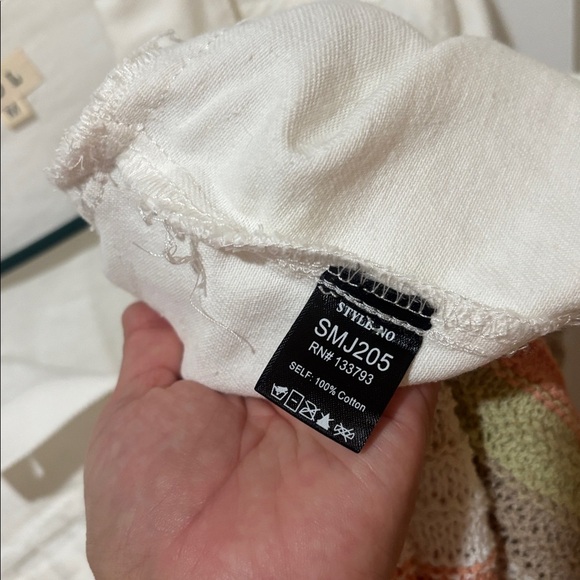 STYLE NO
SMJ205
RN# 133793
SELF: 100% Cotton